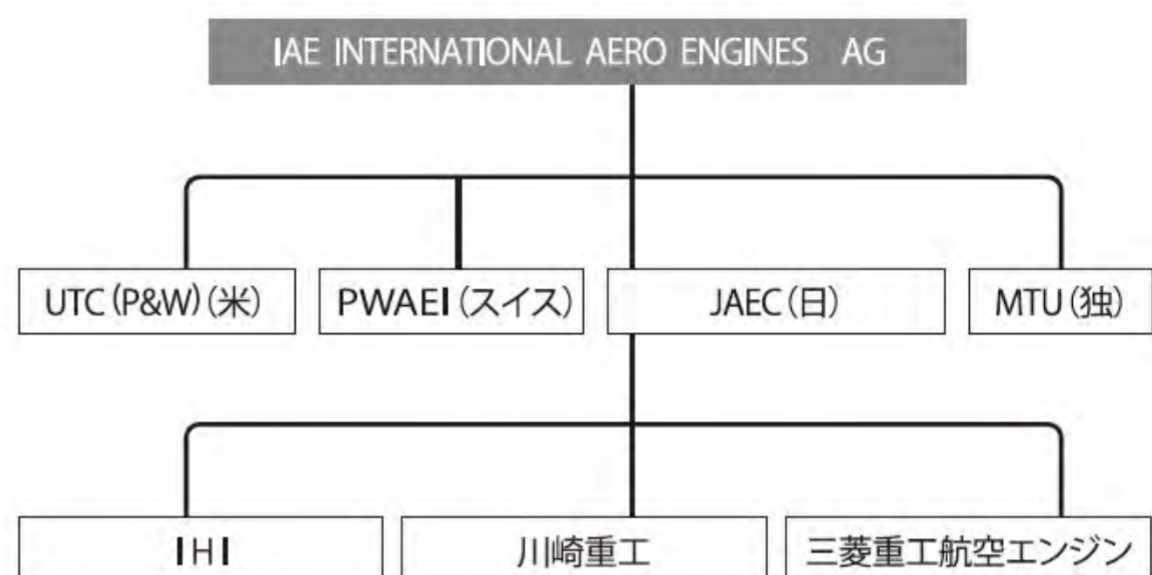 IAE INTERNATIONAL AERO ENGINES AG
UTC(P&W)(米)
PWAEI(スイス)
JAEC(日)
MTU(独)
IHI
川崎重工
三菱重工航空エンジン